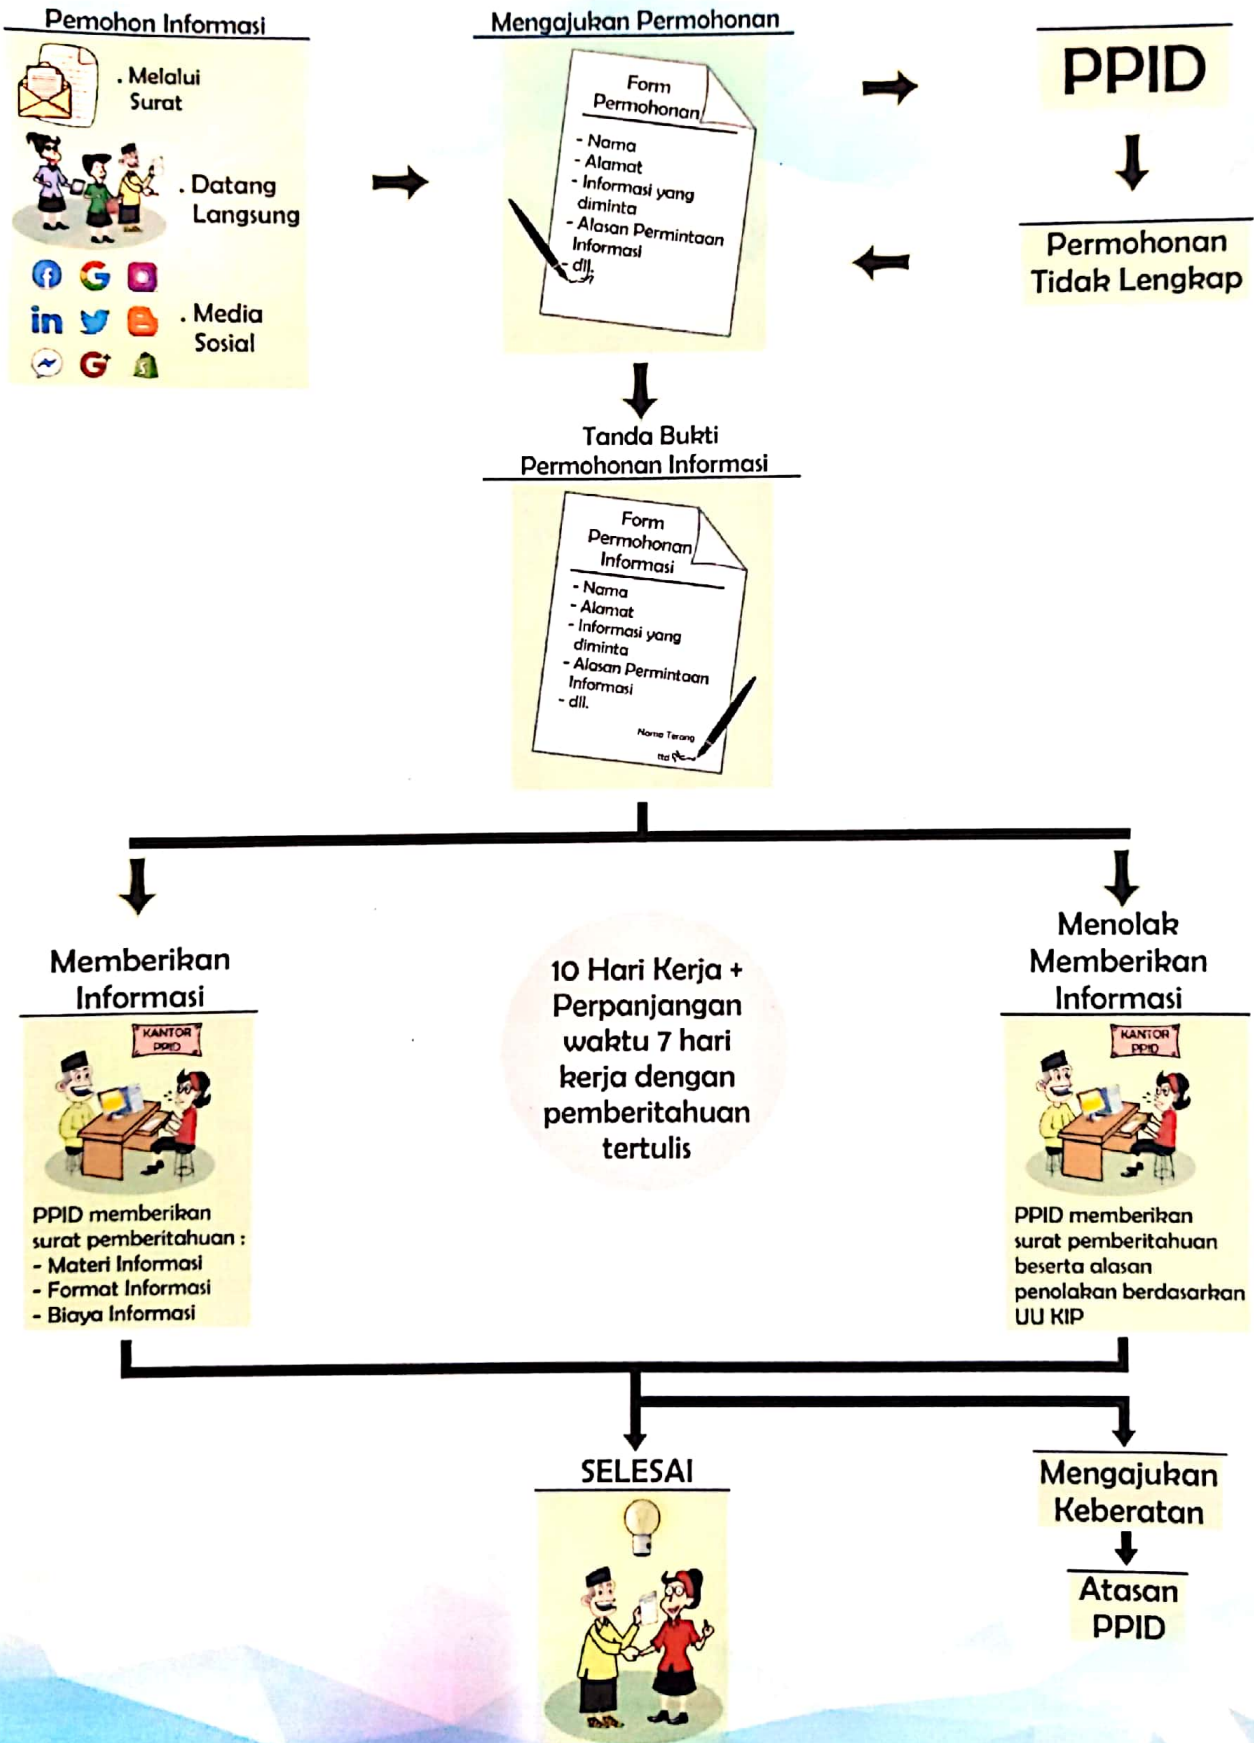 Pemohon Informasi
. Melalui
Surat
. Datang
Langsung
. Media
Sosial
Mengajukan Permohonan
Form
Permohonan
- Nama
- Alamat
- Informasi yang
diminta
- Alasan Permintaan
Informasi
- dll.
PPID
Permohonan
Tidak Lengkap
Tanda Bukti
Permohonan Informasi
Form
Permohonan
Informasi
- Nama
- Alamat
- Informasi yang
diminta
- Alasan Permintaan
Informasi
- dll.
Nama Terang
ttd
Memberikan
Informasi
KANTOR
PPID
PPID memberikan
surat pemberitahuan :
- Materi Informasi
- Format Informasi
- Biaya Informasi
10 Hari Kerja +
Perpanjangan
waktu 7 hari
kerja dengan
pemberitahuan
tertulis
Menolak
Memberikan
Informasi
KANTOR
PPID
PPID memberikan
surat pemberitahuan
beserta alasan
penolakan berdasarkan
UU KIP
SELESAI
Mengajukan
Keberatan
Atasan
PPID